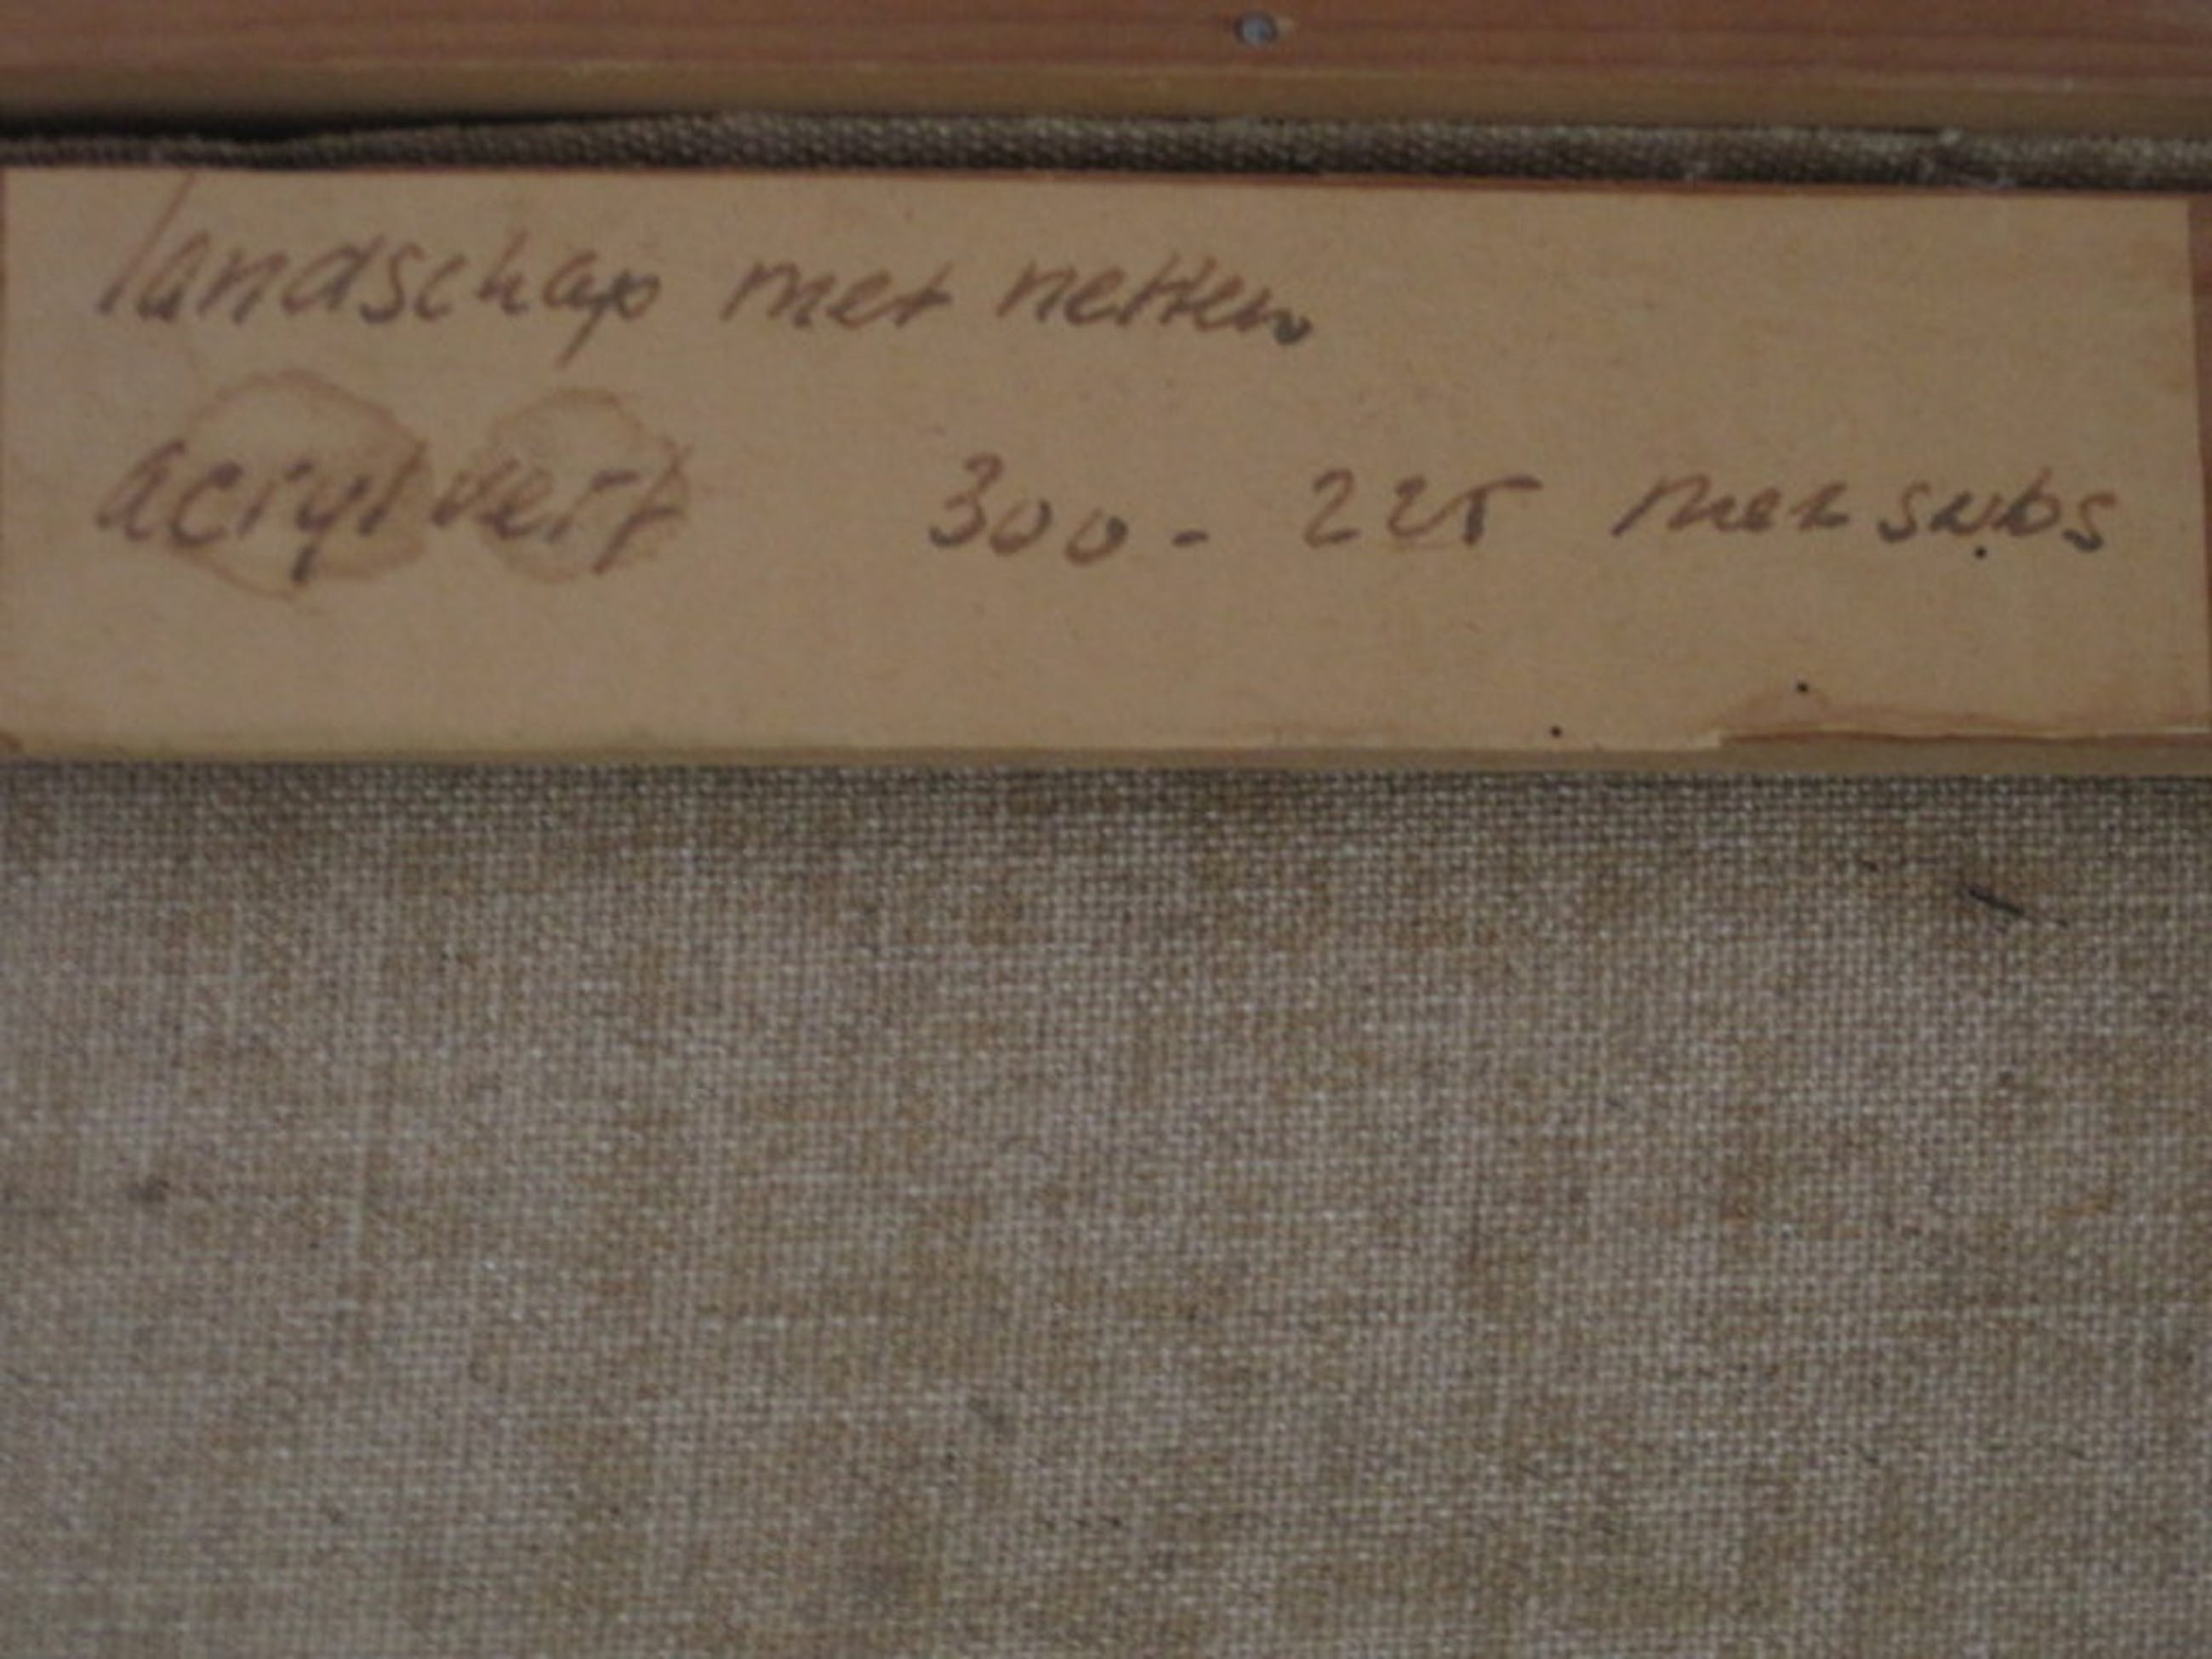 landschap met netten
acrylverf 300 - 225 met subs